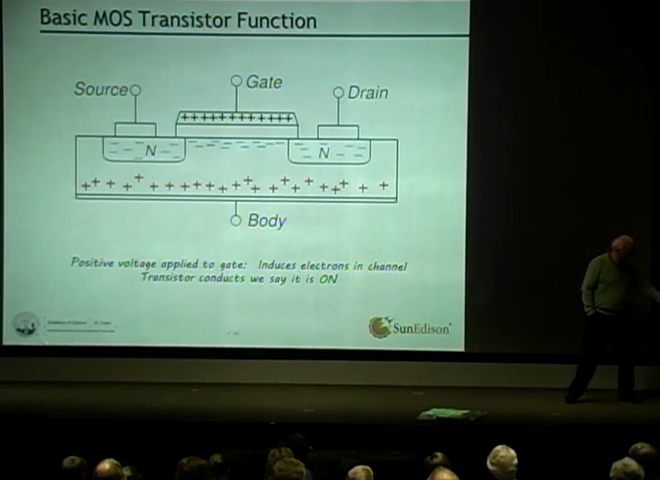 Basic MOS Transistor Function
Source
Gate
Drain
N
N
Body
Positive voltage applied to gate: Induces electrons in channel
Transistor conducts we say it is ON
SunEdison